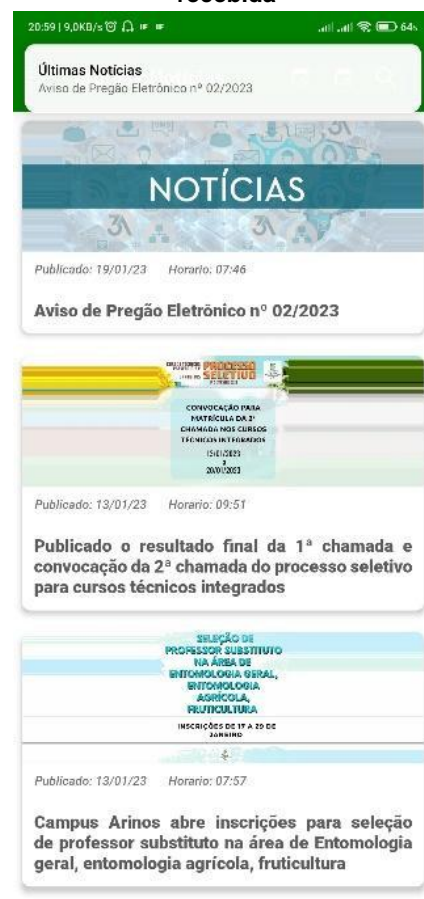 recebida
20:59 | 9,0KB/s
64%
Últimas Notícias
Aviso de Pregão Eletrônico nº 02/2023
NOTÍCIAS
Publicado: 19/01/23 Horario: 07:46
Aviso de Pregão Eletrônico nº 02/2023
PROCESSO
SELETIVO
CONVOCAÇÃO PARA
MATRÍCULA DA 2ª
CHAMADA NOS CURSOS
TÉCNICOS INTEGRADOS
20/01/2023
Publicado: 13/01/23 Horario: 09:51
Publicado o resultado final da 1ª chamada e
convocação da 2ª chamada do processo seletivo
para cursos técnicos integrados
SELEÇÃO DE
PROFESSOR SUBSTITUTO
NA ÁREA DE
ENTOMOLOGIA GERAL,
ENTOMOLOGIA
AGRÍCOLA,
FRUTICULTURA
INSCRIÇÕES DE 17 A 29 DE
JANEIRO
Publicado: 13/01/23 Horario: 07:57
Campus Arinos abre inscrições para seleção
de professor substituto na área de Entomologia
geral, entomologia agrícola, fruticultura